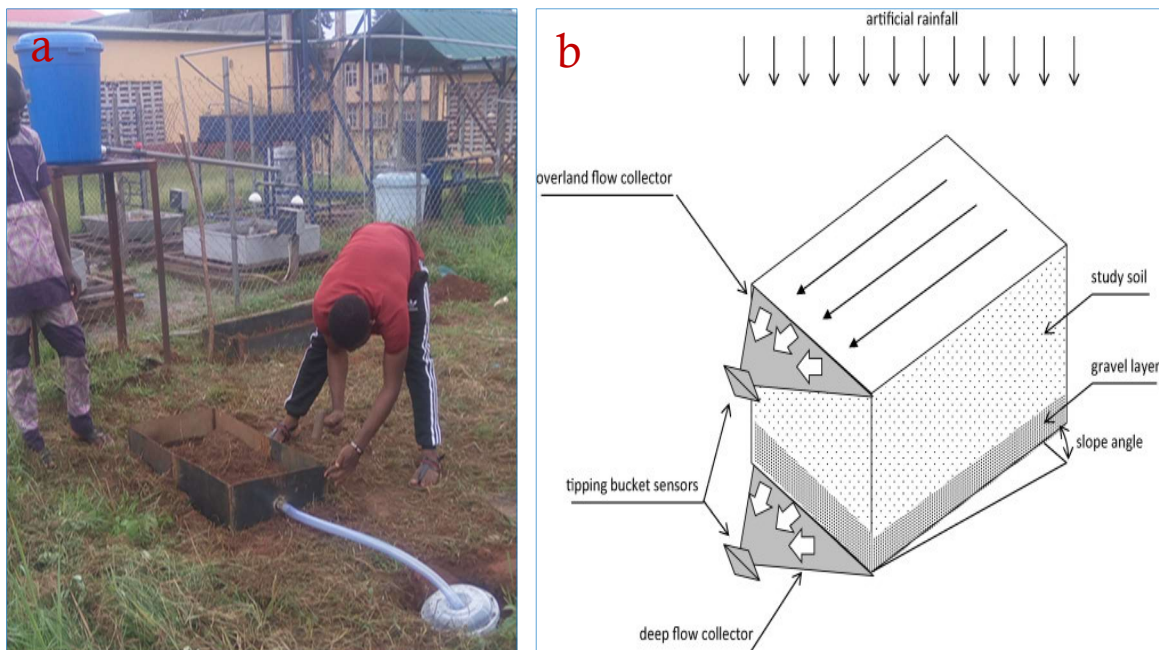 a
b
artificial rainfall
overland flow collector
study soil
gravel layer
slope angle
tipping bucket sensors
deep flow collector